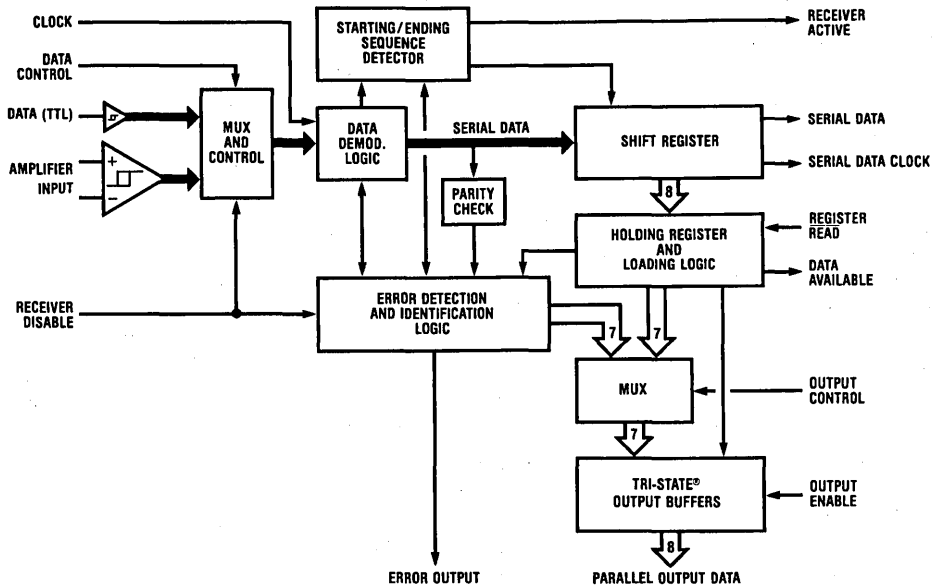 CLOCK
DATA
CONTROL
DATA (TTL)
AMPLIFIER
INPUT
+
−
MUX
AND
CONTROL
STARTING/ENDING
SEQUENCE
DETECTOR
RECEIVER
ACTIVE
DATA
DEMOD.
LOGIC
SERIAL DATA
SHIFT REGISTER
SERIAL DATA
SERIAL DATA CLOCK
PARITY
CHECK
8
HOLDING REGISTER
AND
LOADING LOGIC
REGISTER
READ
DATA
AVAILABLE
RECEIVER
DISABLE
ERROR DETECTION
AND IDENTIFICATION
LOGIC
7
7
MUX
OUTPUT
CONTROL
7
TRI-STATE®
OUTPUT BUFFERS
OUTPUT
ENABLE
8
ERROR OUTPUT
PARALLEL OUTPUT DATA